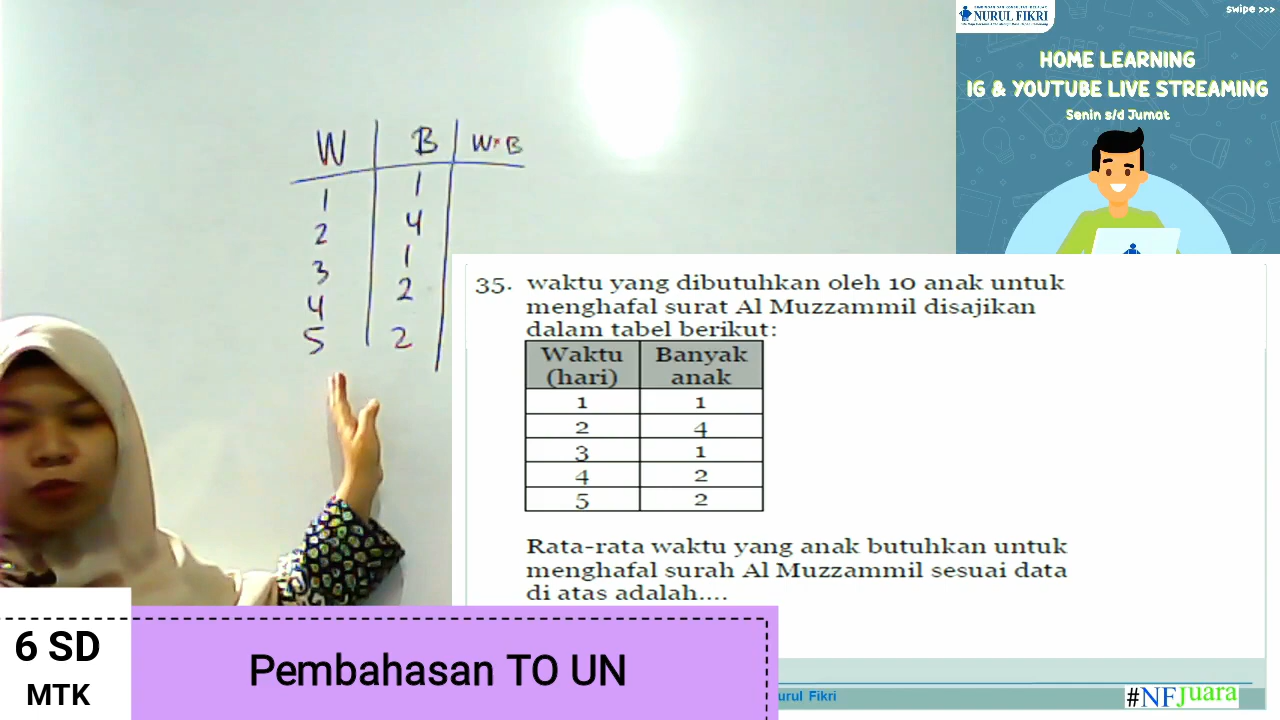 NURUL FIKRI
swipe >>>
HOME LEARNING
IG & YOUTUBE LIVE STREAMING
Senin s/d Jumat
W B W·B
1 1
2 4
3 1
4 2
5 2
35. waktu yang dibutuhkan oleh 10 anak untuk
menghafal surat Al Muzzammil disajikan
dalam tabel berikut:
Waktu Banyak
(hari) anak
1 1
2 4
3 1
4 2
5 2
Rata-rata waktu yang anak butuhkan untuk
menghafal surah Al Muzzammil sesuai data
di atas adalah....
6 SD
MTK
Pembahasan TO UN
Fikri
#NFjuara